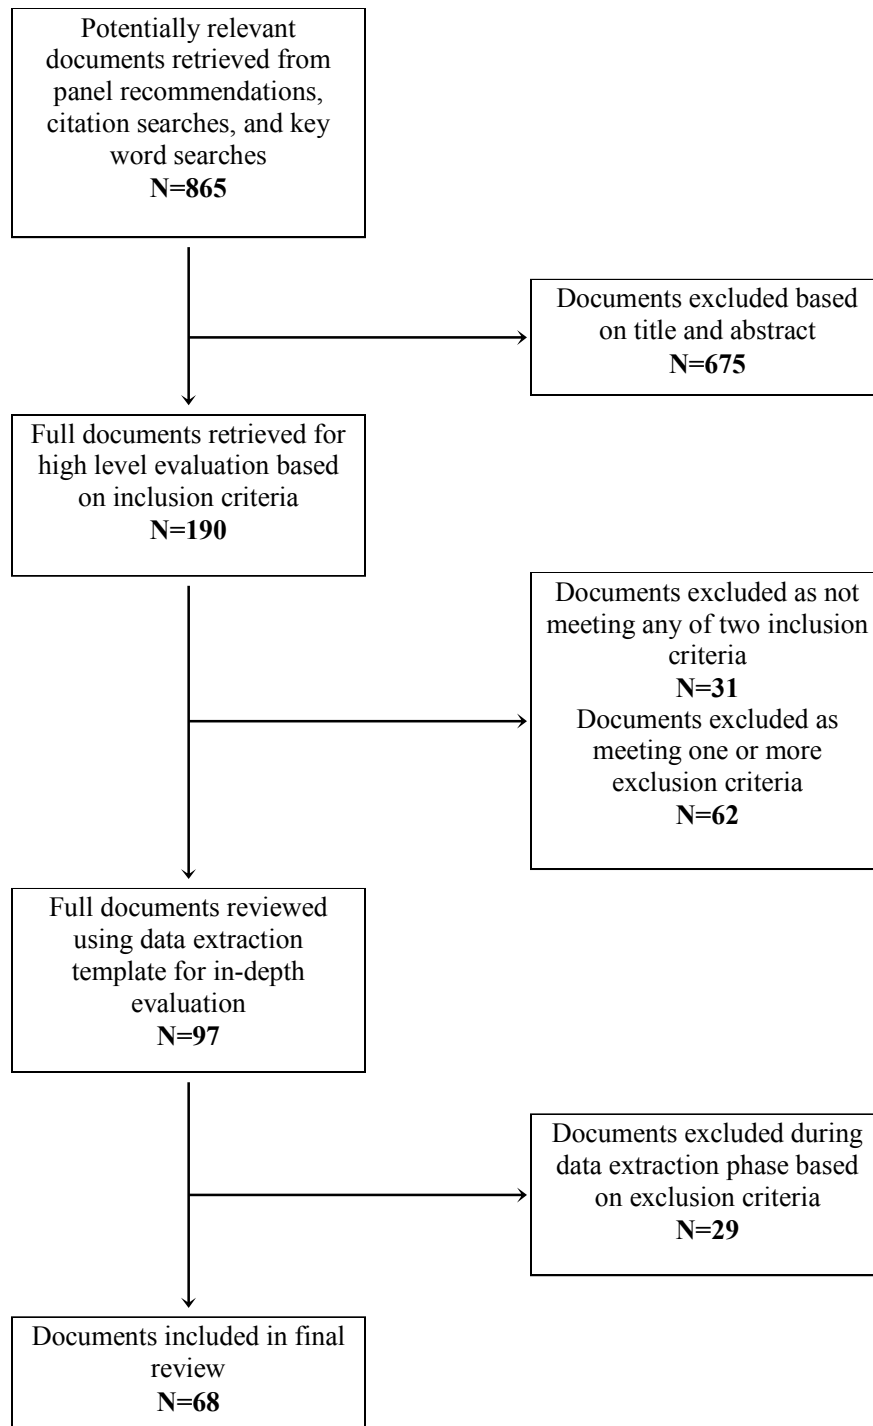 Potentially relevant
documents retrieved from
panel recommendations,
citation searches, and key
word searches
N=865
Documents excluded based
on title and abstract
N=675
Full documents retrieved for
high level evaluation based
on inclusion criteria
N=190
Documents excluded as not
meeting any of two inclusion
criteria
N=31
Documents excluded as
meeting one or more
exclusion criteria
N=62
Full documents reviewed
using data extraction
template for in-depth
evaluation
N=97
Documents excluded during
data extraction phase based
on exclusion criteria
N=29
Documents included in final
review
N=68